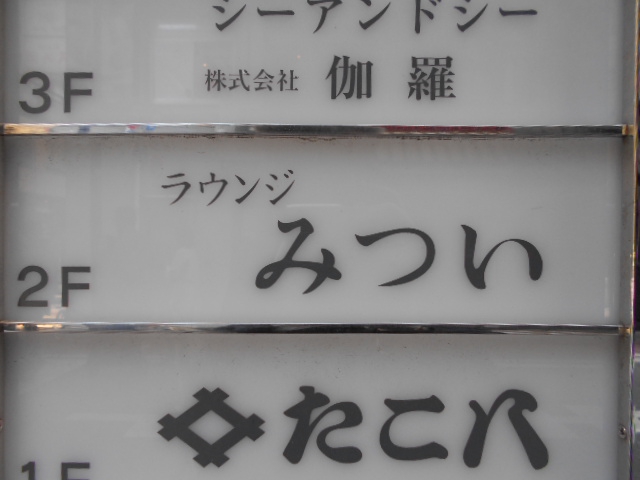 シーアンドシー
株式会社 伽羅
3F
ラウンジ
みつい
2F
たこ八
1F